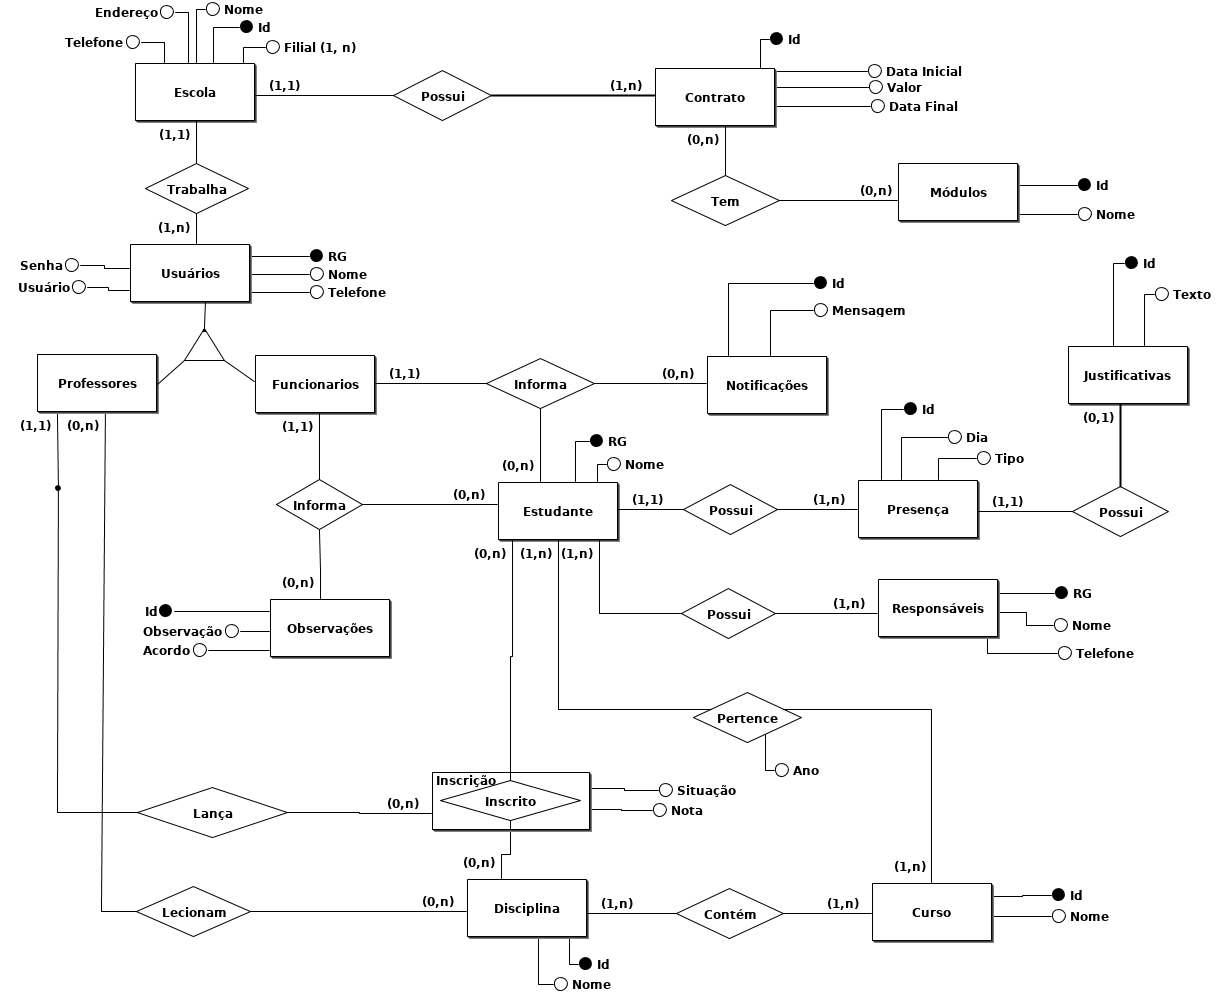 Nome
Endereço
Id
Telefone
Filial (1, n)
Id
Escola
(1,1)
Possui
(1,n)
Contrato
Data Inicial
Valor
Data Final
(1,1)
(0,n)
Trabalha
Tem
(0,n)
Módulos
Id
Nome
(1,n)
Senha
Usuário
Usuários
RG
Nome
Telefone
Id
Mensagem
Id
Texto
Professores
Funcionarios
(1,1)
Informa
(0,n)
Notificações
Justificativas
(1,1)
(0,n)
(1,1)
Id
Dia
Tipo
(0,1)
RG
Nome
(0,n)
Informa
(0,n)
Estudante
(1,1)
Possui
(1,n)
Presença
(1,1)
Possui
(0,n)
(1,n)
(1,n)
(0,n)
Id
Observação
Acordo
Observações
Possui
(1,n)
Responsáveis
RG
Nome
Telefone
Pertence
Ano
Inscrição
Inscrito
Situação
Nota
Lança
(0,n)
(0,n)
(1,n)
Lecionam
(0,n)
Disciplina
(1,n)
Contém
(1,n)
Curso
Id
Nome
Id
Nome